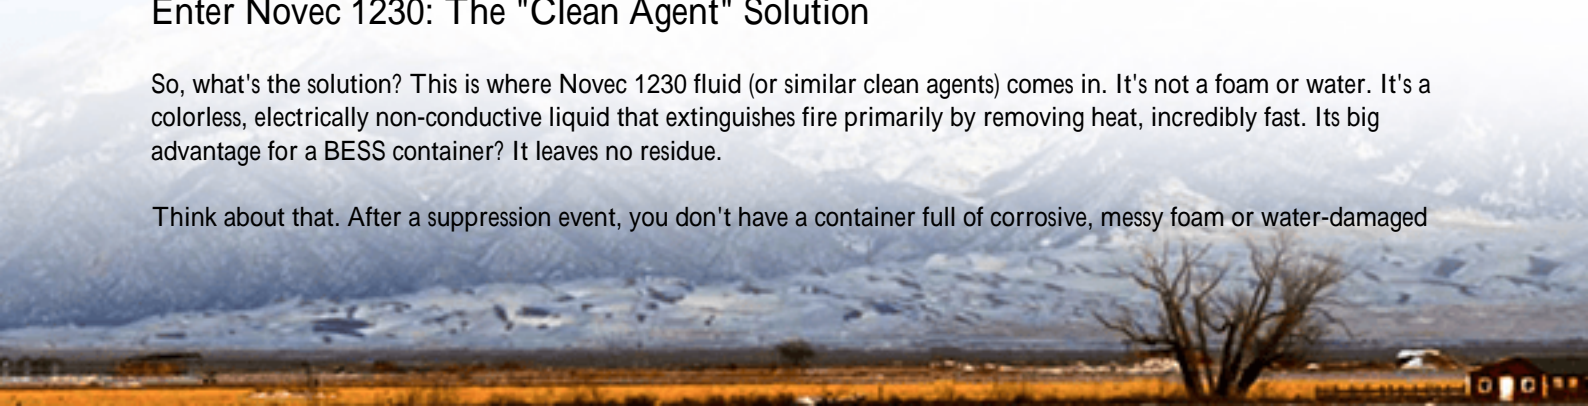 Enter Novec 1230: The "Clean Agent" Solution
So, what's the solution? This is where Novec 1230 fluid (or similar clean agents) comes in. It's not a foam or water. It's a
colorless, electrically non-conductive liquid that extinguishes fire primarily by removing heat, incredibly fast. Its big
advantage for a BESS container? It leaves no residue.
Think about that. After a suppression event, you don't have a container full of corrosive, messy foam or water-damaged